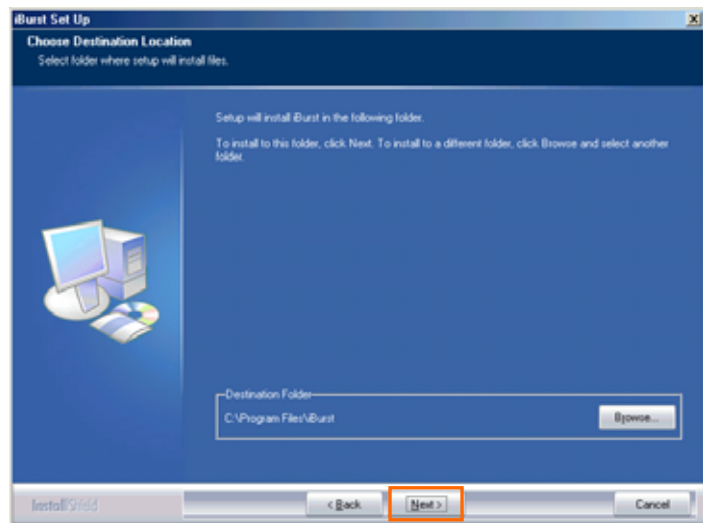 iBurst Set Up
Choose Destination Location
Select folder where setup will install files.
Setup will install iBurst in the following folder.
To install to this folder, click Next. To install to a different folder, click Browse and select another
folder.
Destination Folder
C:\Program Files\iBurst
Browse...
InstallShield
< Back
Next >
Cancel